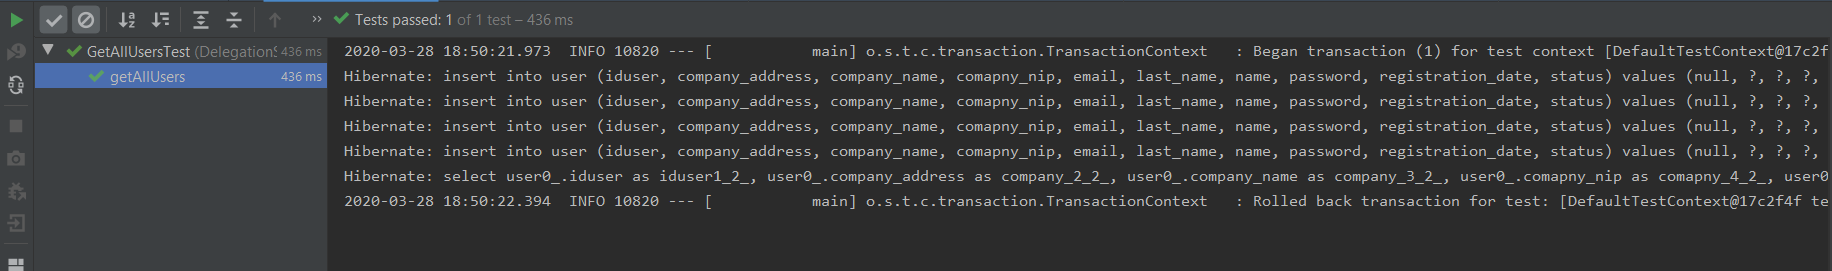 Tests passed: 1 of 1 test – 436 ms
GetAllUsersTest (DelegationS 436 ms
getAllUsers 436 ms
2020-03-28 18:50:21.973  INFO 10820 --- [           main] o.s.t.c.transaction.TransactionContext   : Began transaction (1) for test context [DefaultTestContext@17c2f
Hibernate: insert into user (iduser, company_address, company_name, comapny_nip, email, last_name, name, password, registration_date, status) values (null, ?, ?, ?,
Hibernate: insert into user (iduser, company_address, company_name, comapny_nip, email, last_name, name, password, registration_date, status) values (null, ?, ?, ?,
Hibernate: insert into user (iduser, company_address, company_name, comapny_nip, email, last_name, name, password, registration_date, status) values (null, ?, ?, ?,
Hibernate: insert into user (iduser, company_address, company_name, comapny_nip, email, last_name, name, password, registration_date, status) values (null, ?, ?, ?,
Hibernate: select user0_.iduser as iduser1_2_, user0_.company_address as company_2_2_, user0_.company_name as company_3_2_, user0_.comapny_nip as comapny_4_2_, user0
2020-03-28 18:50:22.394  INFO 10820 --- [           main] o.s.t.c.transaction.TransactionContext   : Rolled back transaction for test: [DefaultTestContext@17c2f4f te